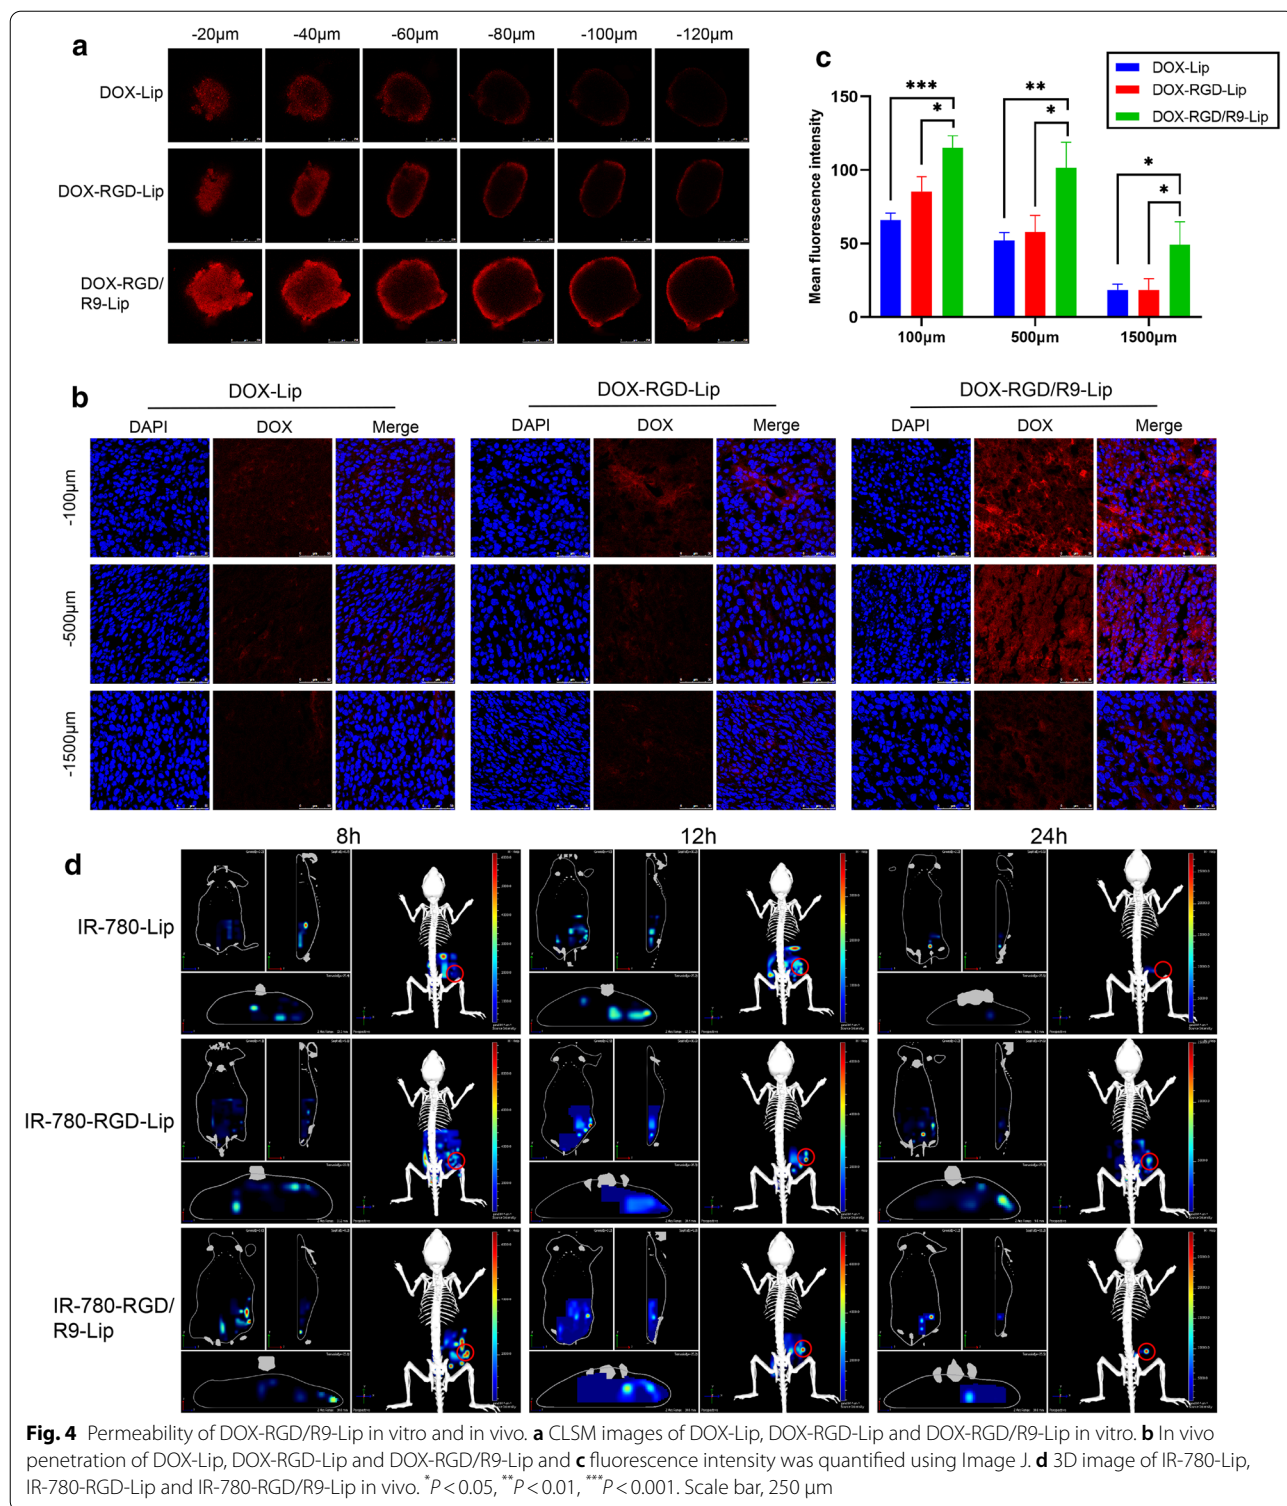 a
-20µm -40µm -60µm -80µm -100µm -120µm
DOX-Lip
DOX-RGD-Lip
DOX-RGD/
R9-Lip
c
DOX-Lip
DOX-RGD-Lip
DOX-RGD/R9-Lip
Mean fluorescence intensity
150
100
50
0
*** * ** * * *
100µm 500µm 1500µm
b
DOX-Lip DOX-RGD-Lip DOX-RGD/R9-Lip
DAPI DOX Merge DAPI DOX Merge DAPI DOX Merge
-100µm
-500µm
-1500µm
d
8h 12h 24h
IR-780-Lip
IR-780-RGD-Lip
IR-780-RGD/
R9-Lip
Fig. 4 Permeability of DOX-RGD/R9-Lip in vitro and in vivo. a CLSM images of DOX-Lip, DOX-RGD-Lip and DOX-RGD/R9-Lip in vitro. b In vivo
penetration of DOX-Lip, DOX-RGD-Lip and DOX-RGD/R9-Lip and c fluorescence intensity was quantified using Image J. d 3D image of IR-780-Lip,
IR-780-RGD-Lip and IR-780-RGD/R9-Lip in vivo. *P < 0.05, **P < 0.01, ***P < 0.001. Scale bar, 250 µm